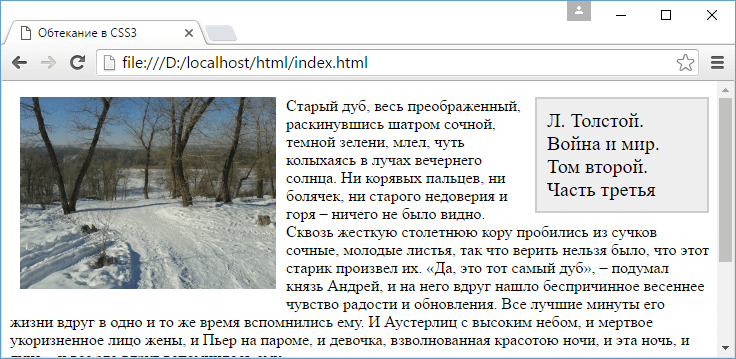 Обтекание в CSS3
file:///D:/localhost/html/index.html
Старый дуб, весь преображенный,
раскинувшись шатром сочной,
темной зелени, млел, чуть
колыхаясь в лучах вечернего
солнца. Ни корявых пальцев, ни
болячек, ни старого недоверия и
горя – ничего не было видно.
Л. Толстой.
Война и мир.
Том второй.
Часть третья
Сквозь жесткую столетнюю кору пробились из сучков
сочные, молодые листья, так что верить нельзя было, что этот
старик произвел их. «Да, это тот самый дуб», – подумал
князь Андрей, и на него вдруг нашло беспричинное весеннее
чувство радости и обновления. Все лучшие минуты его
жизни вдруг в одно и то же время вспомнились ему. И Аустерлиц с высоким небом, и мертвое
укоризненное лицо жены, и Пьер на пароме, и девочка, взволнованная красотою ночи, и эта ночь, и